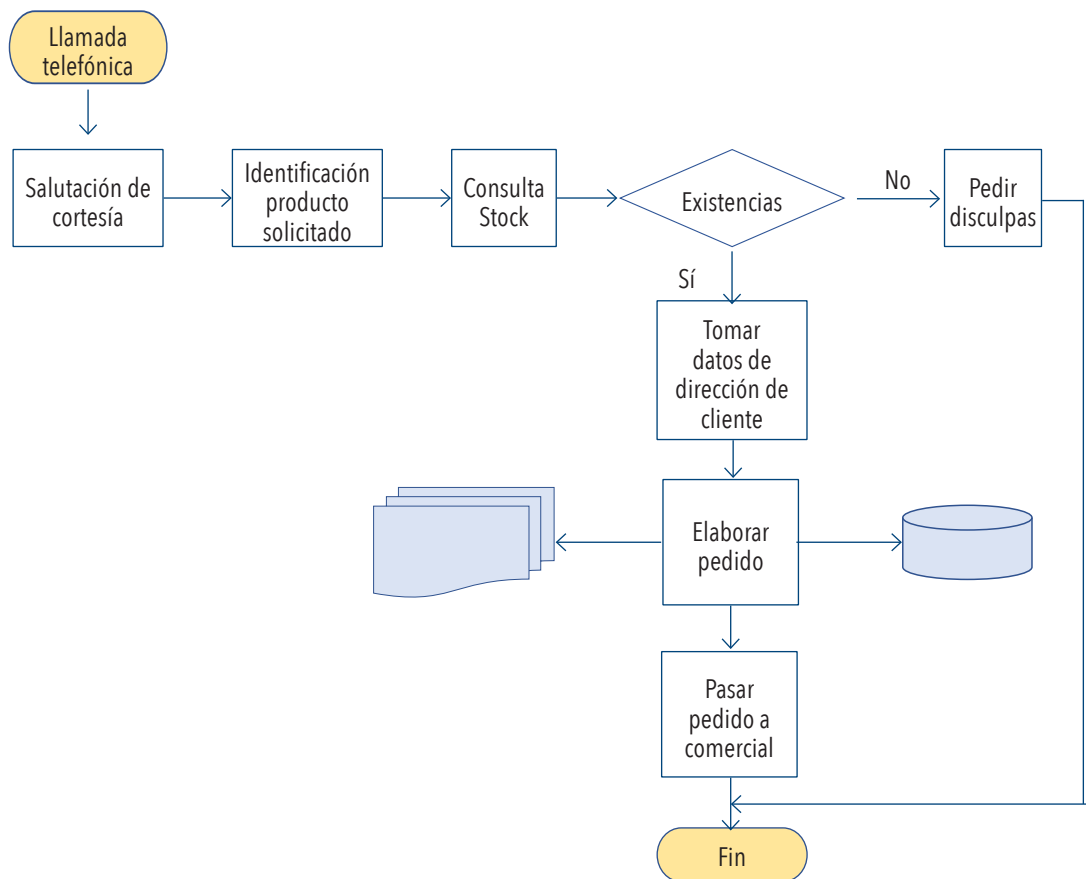 Llamada
telefónica
Salutación de
cortesía
Identificación
producto
solicitado
Consulta
Stock
Existencias
No
Pedir
disculpas
Sí
Tomar
datos de
dirección de
cliente
Elaborar
pedido
Pasar
pedido a
comercial
Fin